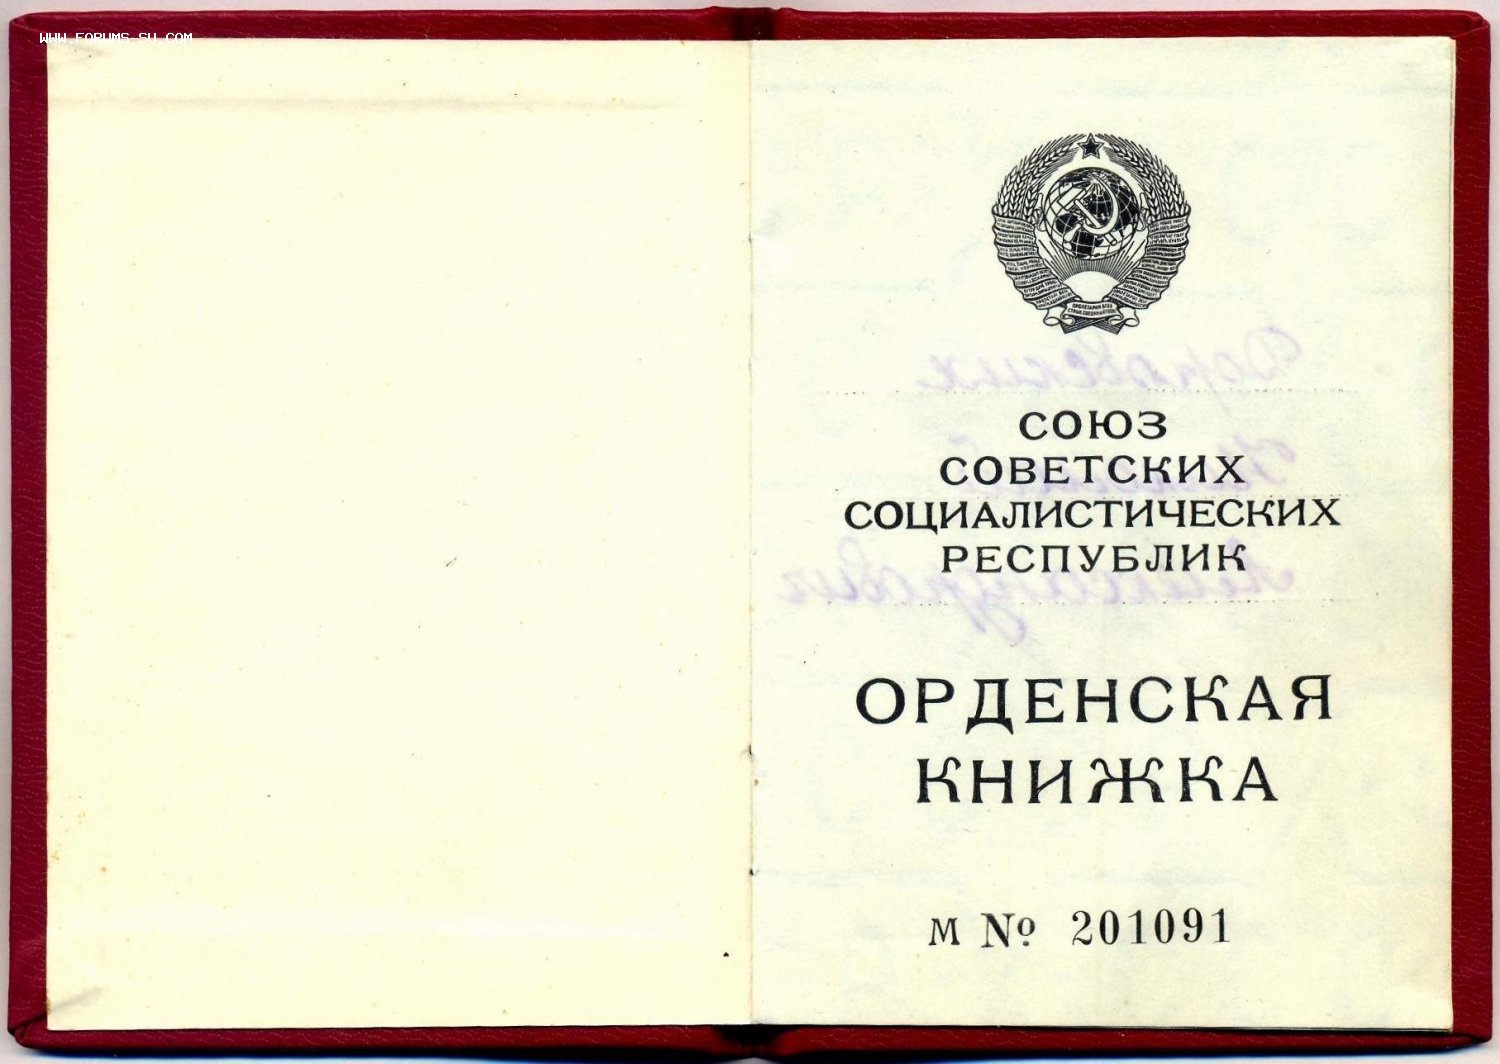 WWW.FORUMS-SU.COM
СОЮЗ
СОВЕТСКИХ
СОЦИАЛИСТИЧЕСКИХ
РЕСПУБЛИК
ОРДЕНСКАЯ
КНИЖКА
М № 201091